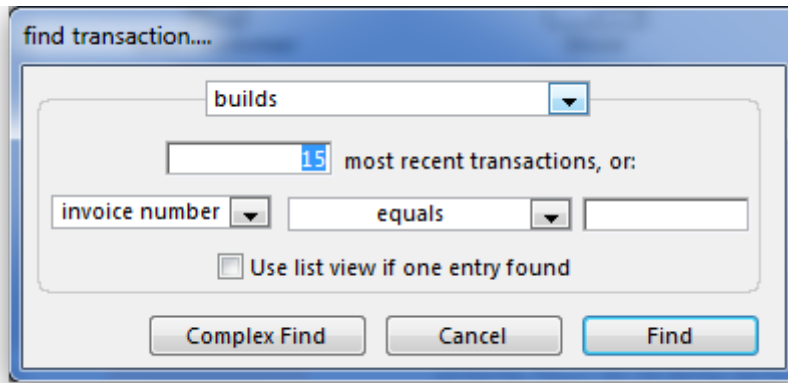 find transaction....
builds
15 most recent transactions, or:
invoice number equals
Use list view if one entry found
Complex Find Cancel Find